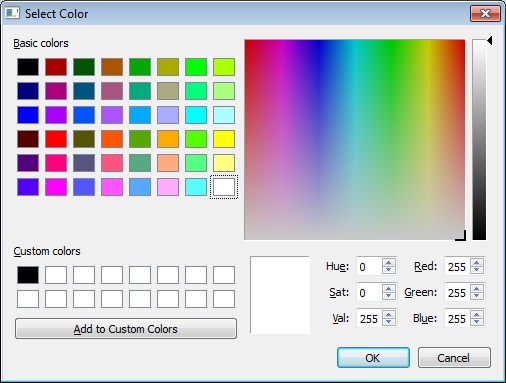 Select Color
Basic colors
Custom colors
Add to Custom Colors
Hue: 0 Red: 255
Sat: 0 Green: 255
Val: 255 Blue: 255
OK Cancel